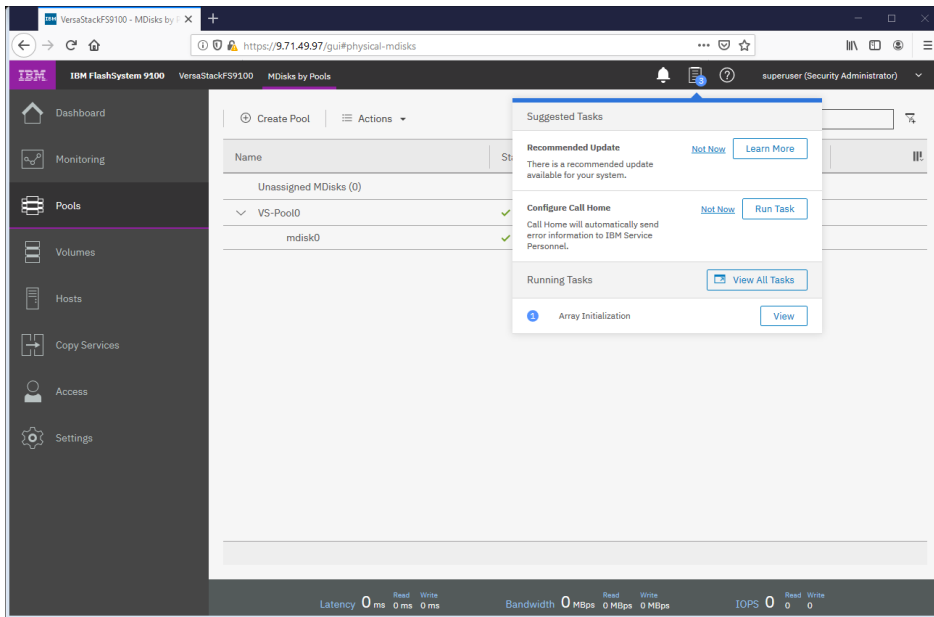 VersaStackFS9100 - MDisks by P
https://9.71.49.97/gui#physical-mdisks
IBM
IBM FlashSystem 9100 VersaStackFS9100 MDisks by Pools
3
superuser (Security Administrator)
Dashboard
Monitoring
Pools
Volumes
Hosts
Copy Services
Access
Settings
Create Pool
Actions
Name
Sta
Unassigned MDisks (0)
VS-Pool0
mdisk0
Suggested Tasks
Recommended Update
Not Now
Learn More
There is a recommended update
available for your system.
Configure Call Home
Not Now
Run Task
Call Home will automatically send
error information to IBM Service
Personnel.
Running Tasks
View All Tasks
1 Array Initialization
View
Read Write
Latency 0 ms 0 ms 0 ms
Read Write
Bandwidth 0 MBps 0 MBps 0 MBps
Read Write
IOPS 0 0 0